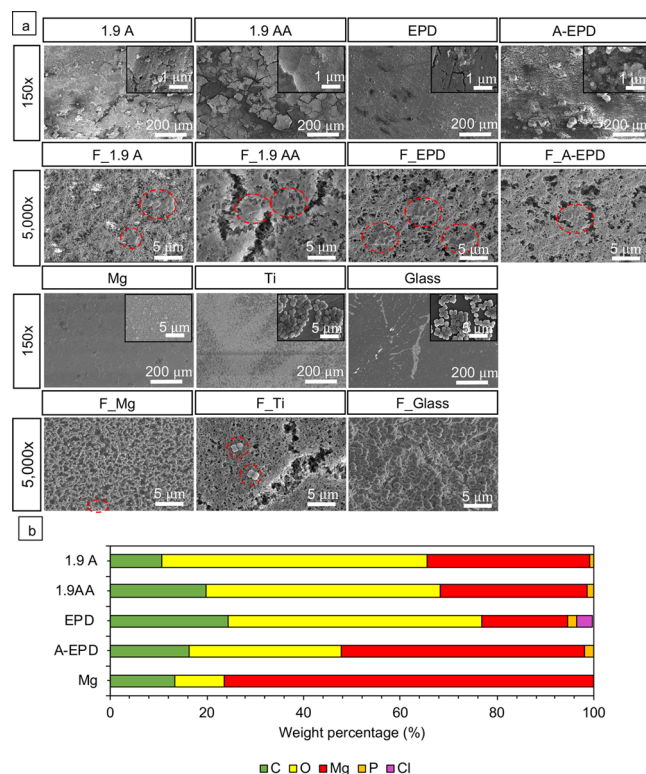 a
1.9 A 1.9 AA EPD A-EPD
150x
1 μm 1 μm 1 μm 1 μm
200 μm 200 μm 200 μm 200 μm
F_1.9 A F_1.9 AA F_EPD F_A-EPD
5,000x
5 μm 5 μm 5 μm 5 μm
Mg Ti Glass
150x
5 μm 5 μm 5 μm
200 μm 200 μm 200 μm
F_Mg F_Ti F_Glass
5,000x
5 μm 5 μm 5 μm
b
1.9 A
1.9AA
EPD
A-EPD
Mg
0 20 40 60 80 100
Weight percentage (%)
C O Mg P Cl